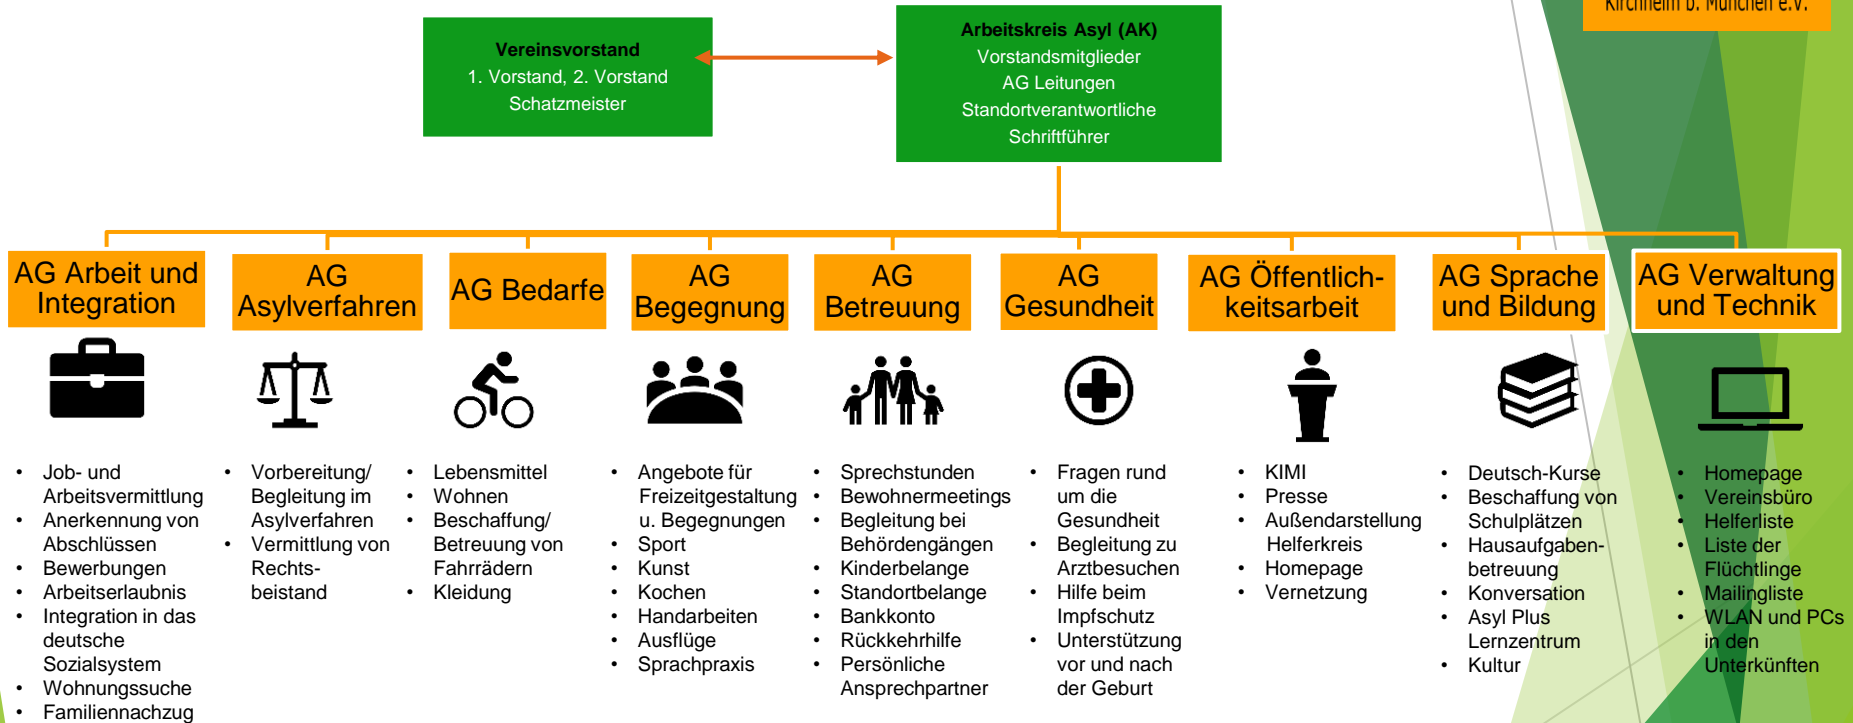 Kirchheim b. München e.V.
Vereinsvorstand
1. Vorstand, 2. Vorstand
Schatzmeister
Arbeitskreis Asyl (AK)
Vorstandsmitglieder
AG Leitungen
Standortverantwortliche
Schriftführer
AG Arbeit und
Integration
• Job- und
Arbeitsvermittlung
• Anerkennung von
Abschlüssen
• Bewerbungen
• Arbeitserlaubnis
• Integration in das
deutsche
Sozialsystem
• Wohnungssuche
• Familiennachzug
AG
Asylverfahren
• Vorbereitung/
Begleitung im
Asylverfahren
• Vermittlung von
Rechts-
beistand
AG Bedarfe
• Lebensmittel
• Wohnen
• Beschaffung/
Betreuung von
Fahrrädern
• Kleidung
AG
Begegnung
• Angebote für
Freizeitgestaltung
u. Begegnungen
• Sport
• Kunst
• Kochen
• Handarbeiten
• Ausflüge
• Sprachpraxis
AG
Betreuung
• Sprechstunden
• Bewohnermeetings
• Begleitung bei
Behördengängen
• Kinderbelange
• Standortbelange
• Bankkonto
• Rückkehrhilfe
• Persönliche
Ansprechpartner
AG
Gesundheit
• Fragen rund
um die
Gesundheit
• Begleitung zu
Arztbesuchen
• Hilfe beim
Impfschutz
• Unterstützung
vor und nach
der Geburt
AG Öffentlich-
keitsarbeit
• KIMI
• Presse
• Außendarstellung
Helferkreis
• Homepage
• Vernetzung
AG Sprache
und Bildung
• Deutsch-Kurse
• Beschaffung von
Schulplätzen
• Hausaufgaben-
betreuung
• Konversation
• Asyl Plus
Lernzentrum
• Kultur
AG Verwaltung
und Technik
• Homepage
• Vereinsbüro
• Helferliste
• Liste der
Flüchtlinge
• Mailingliste
• WLAN und PCs
in den
Unterkünften